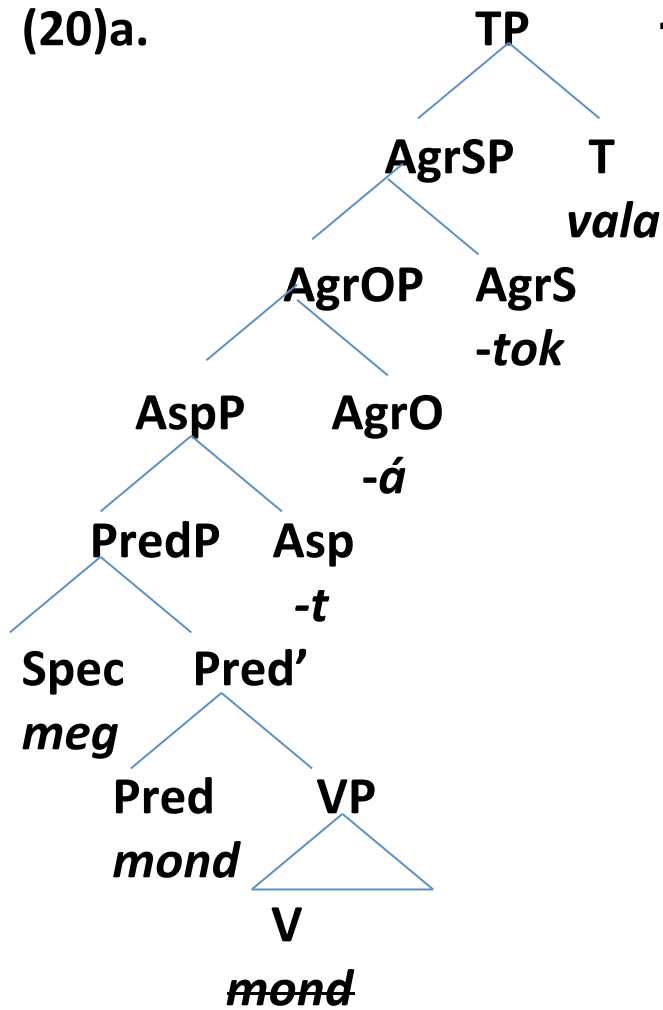 (20)a. TP
AgrSP T
vala
AgrOP AgrS
-tok
AspP AgrO
-á
PredP Asp
-t
Spec Pred’
meg
Pred VP
mond
V
mond